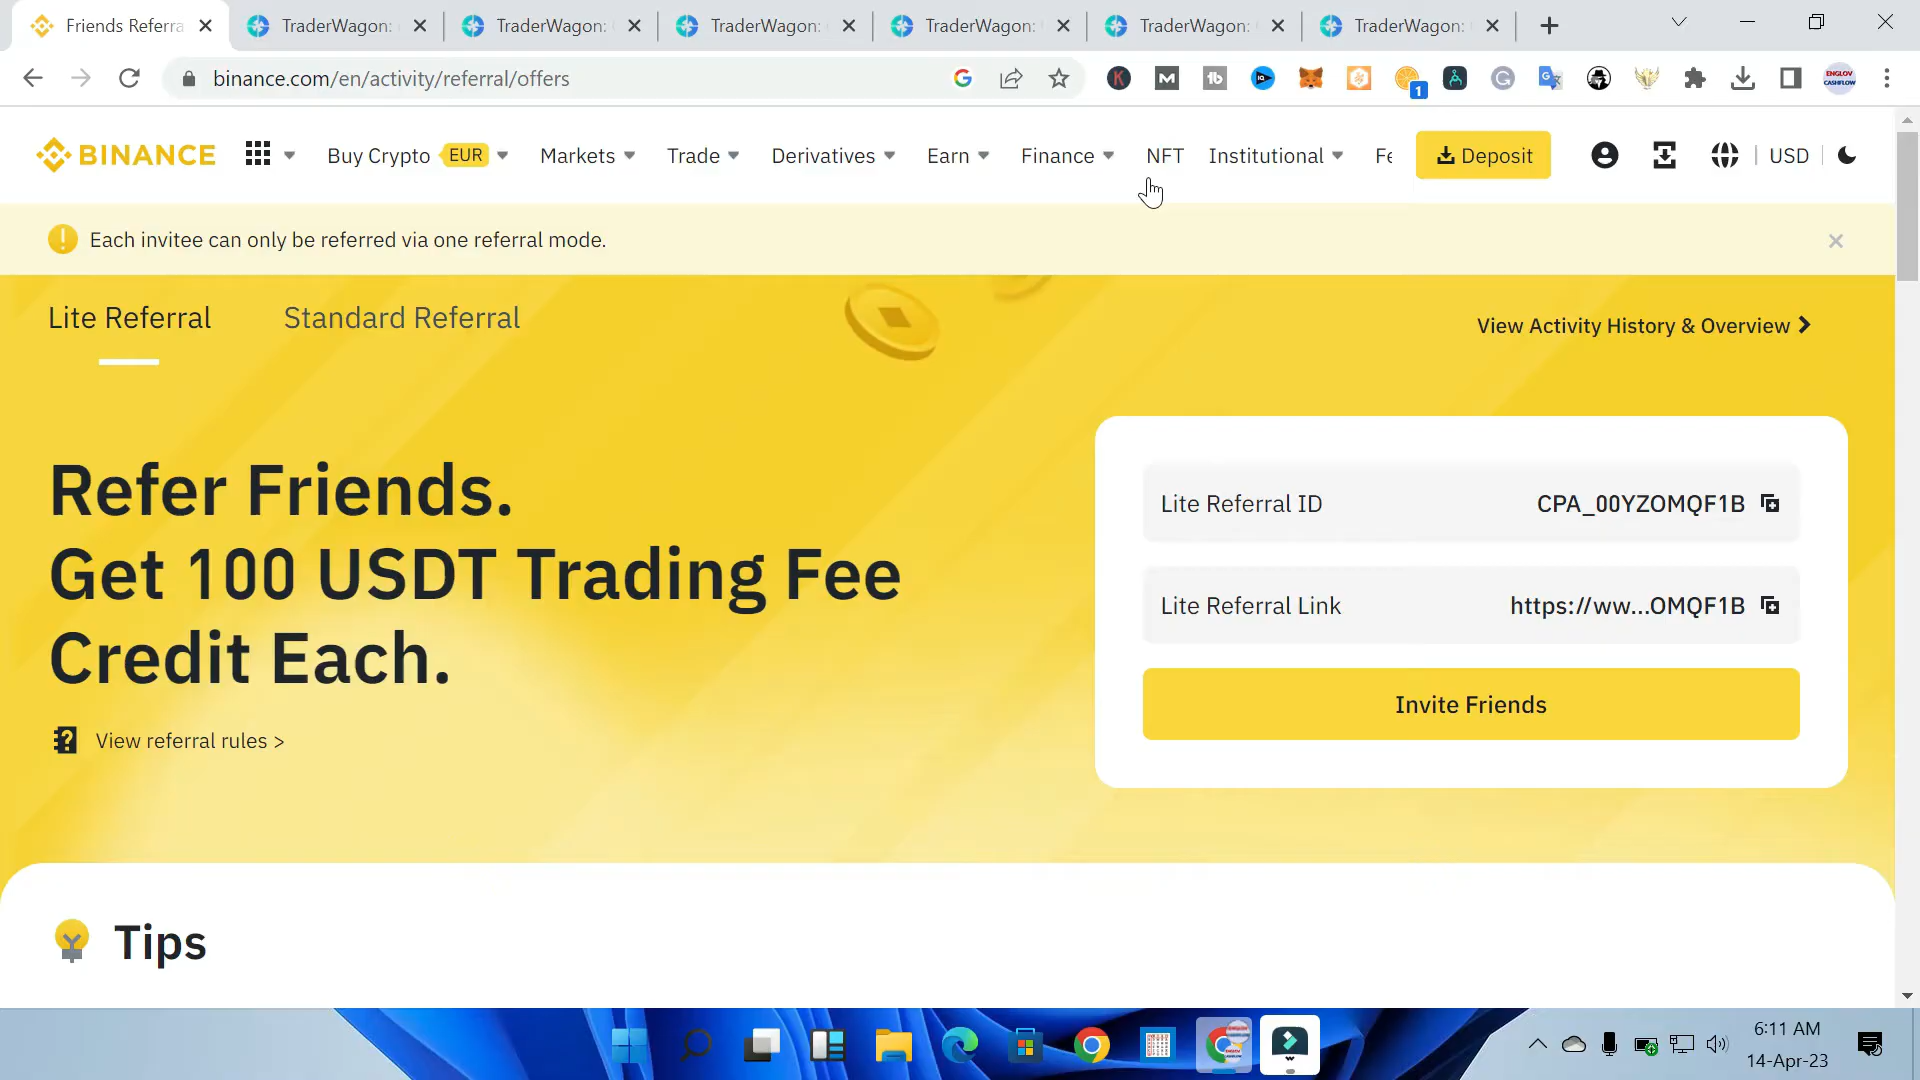 Friends Referra
TraderWagon:
TraderWagon:
TraderWagon:
TraderWagon:
TraderWagon:
TraderWagon:
binance.com/en/activity/referral/offers
1
ENGLOV
CASHFLOW
BINANCE
Buy Crypto EUR
Markets
Trade
Derivatives
Earn
Finance
NFT
Institutional
Fe
Deposit
USD
Each invitee can only be referred via one referral mode.
Lite Referral
Standard Referral
View Activity History & Overview
Refer Friends.
Get 100 USDT Trading Fee
Credit Each.
View referral rules >
Lite Referral ID
CPA_00YZOMQF1B
Lite Referral Link
https://ww...OMQF1B
Invite Friends
Tips
6:11 AM
14-Apr-23